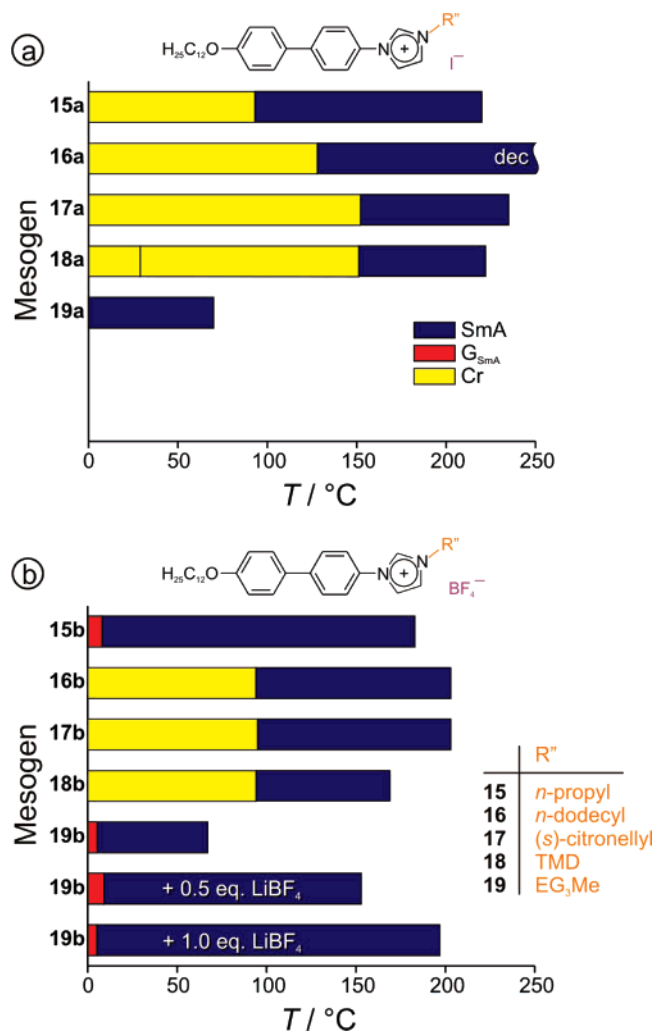 a
R"
H₂₅C₁₂O
N
N
+
I⁻
15a
16a
dec
17a
18a
19a
Mesogen
SmA
G_SmA
Cr
0 50 100 150 200 250
T / °C
b
R"
H₂₅C₁₂O
N
N
+
BF₄⁻
15b
16b
17b
18b
19b
19b + 0.5 eq. LiBF₄
19b + 1.0 eq. LiBF₄
Mesogen
R"
15 n-propyl
16 n-dodecyl
17 (s)-citronellyl
18 TMD
19 EG₃Me
0 50 100 150 200 250
T / °C